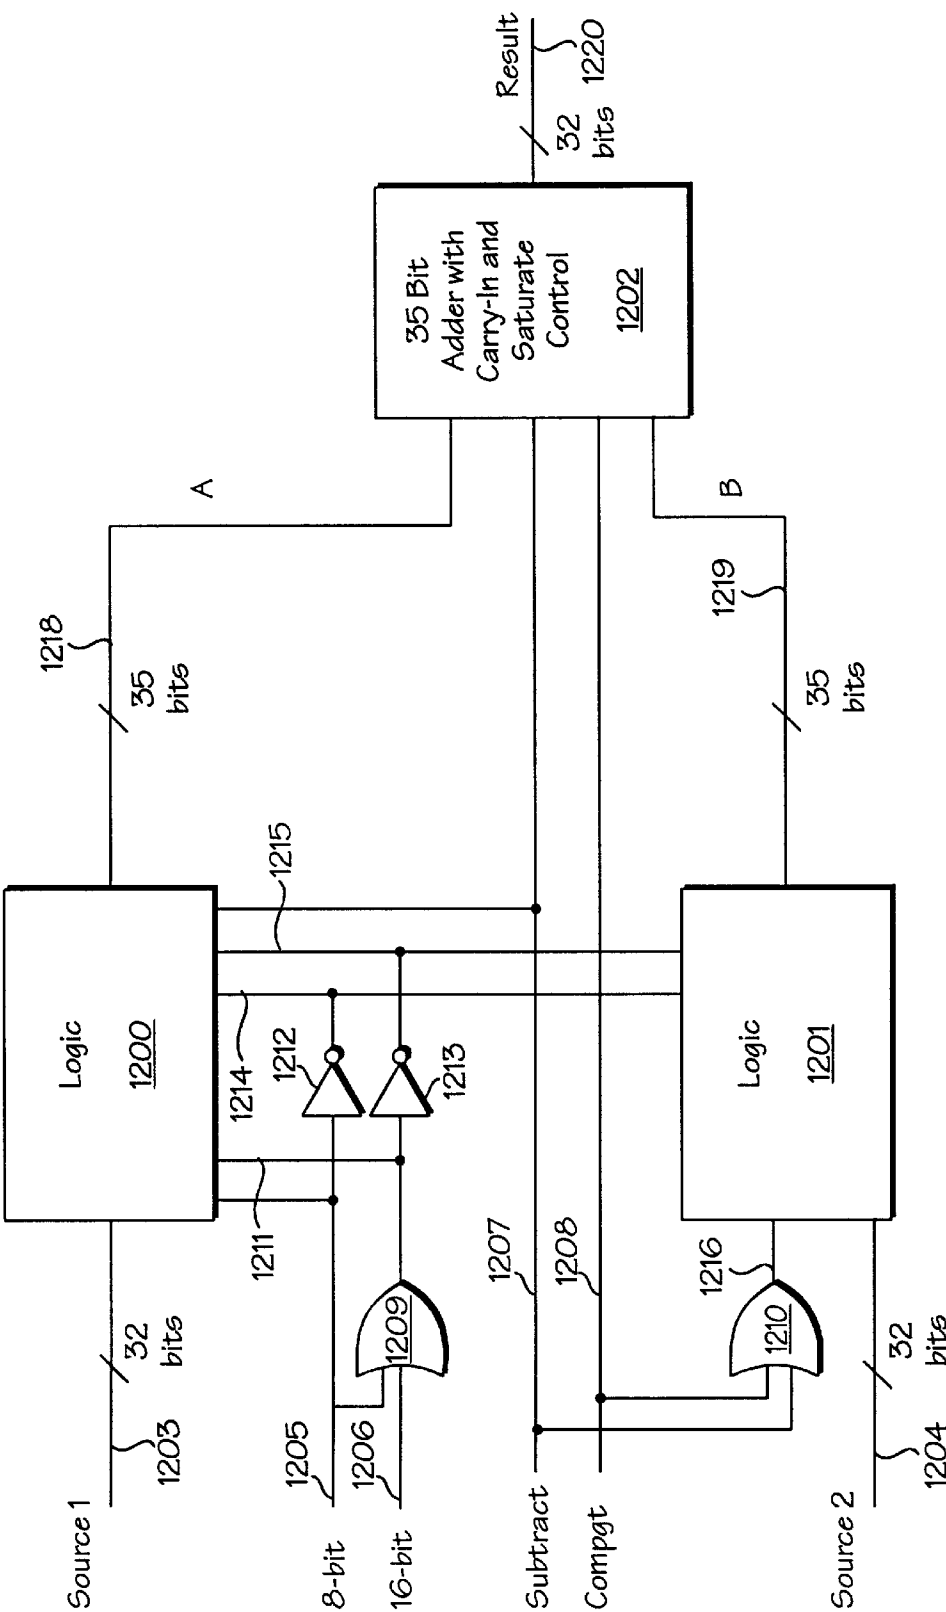 Source 1
1203
32
bits
Logic
1200
1218
35
bits
A
8-bit
1205
16-bit
1206
1209
1211
1212
1213
1214
1215
35 Bit
Adder with
Carry-In and
Saturate
Control
1202
Result
32
bits
1220
Subtract
1207
Compgt
1208
1210
1216
Logic
1201
1219
35
bits
B
Source 2
1204
32
bits